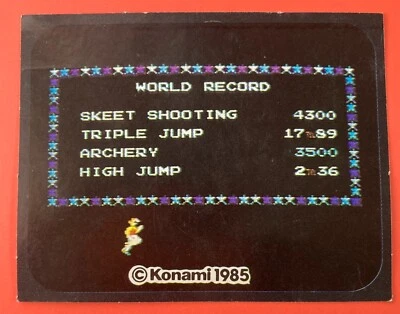 WORLD RECORD
SKEET SHOOTING 4300
TRIPLE JUMP 17m89
ARCHERY 3500
HIGH JUMP 2m36
©Konami 1985